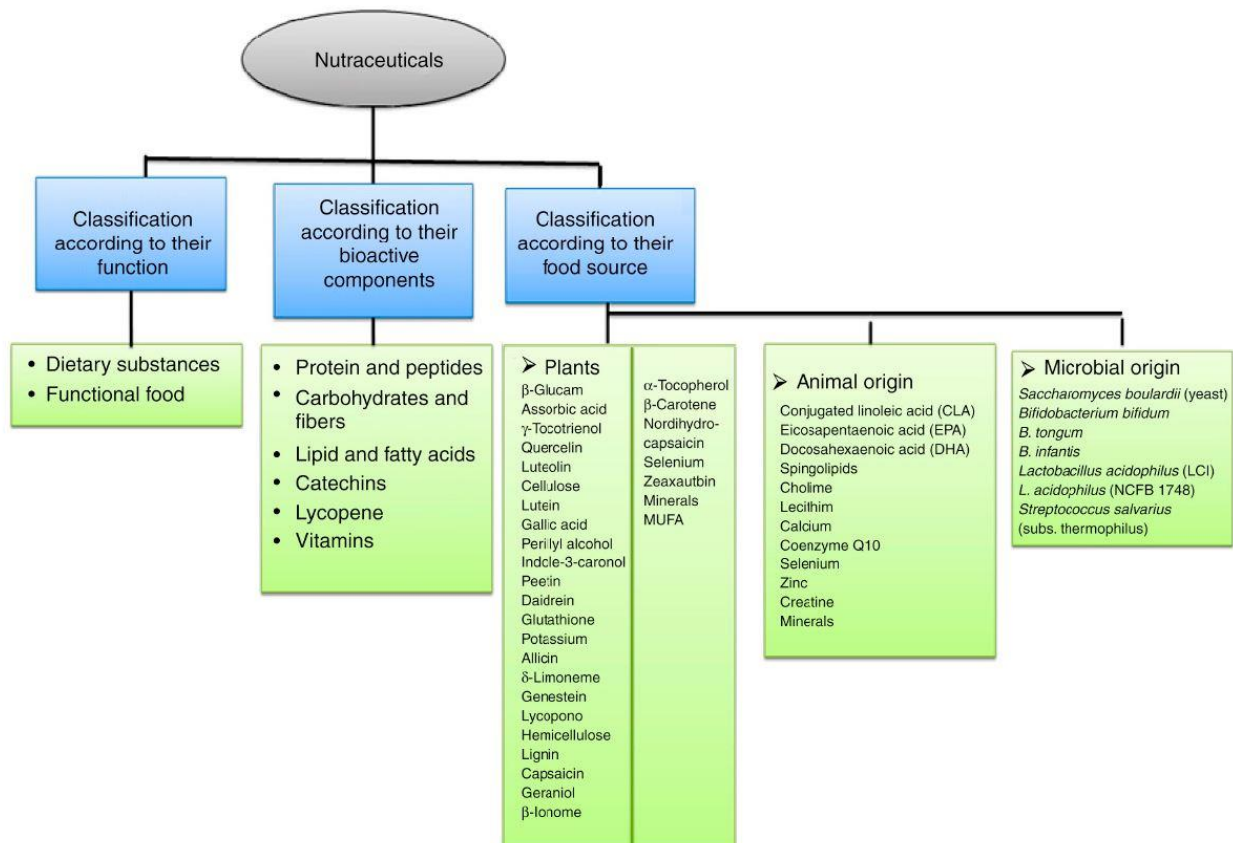 Nutraceuticals
Classification
according to their
function
Classification
according to their
bioactive
components
Classification
according to their
food source
• Dietary substances
• Functional food
• Protein and peptides
• Carbohydrates and
fibers
• Lipid and fatty acids
• Catechins
• Lycopene
• Vitamins
➢ Plants
β-Glucam
Assorbic acid
γ-Tocotrienol
Quercelin
Luteolin
Cellulose
Lutein
Gallic acid
Perillyl alcohol
Indcle-3-caronol
Peetin
Daidrein
Glutathione
Potassium
Allicin
δ-Limoneme
Genestein
Lycopono
Hemicellulose
Lignin
Capsaicin
Geraniol
β-Ionome
α-Tocopherol
β-Carotene
Nordihydro-
capsaicin
Selenium
Zeaxautbin
Minerals
MUFA
➢ Animal origin
Conjugated linoleic acid (CLA)
Eicosapentaenoic acid (EPA)
Docosahexaenoic acid (DHA)
Spingolipids
Cholime
Lecithim
Calcium
Coenzyme Q10
Selenium
Zinc
Creatine
Minerals
➢ Microbial origin
Saccharomyces boulardii (yeast)
Bifidobacterium bifidum
B. tongum
B. infantis
Lactobacillus acidophilus (LCI)
L. acidophilus (NCFB 1748)
Streptococcus salvarius
(subs. thermophilus)